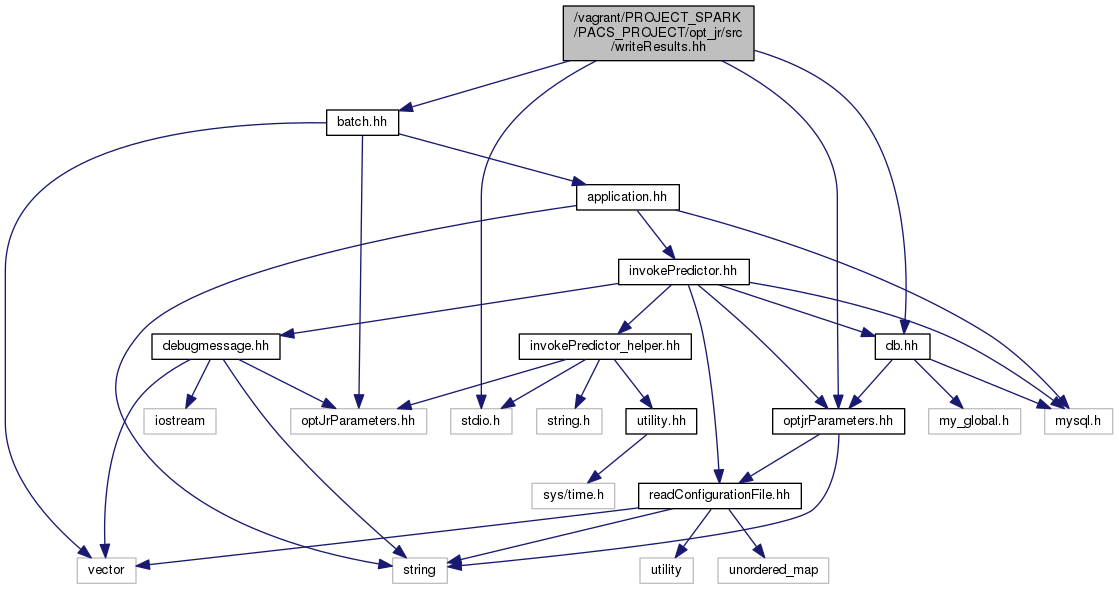 /vagrant/PROJECT_SPARK
/PACS_PROJECT/opt_jr/src
/writeResults.hh
batch.hh
application.hh
invokePredictor.hh
debugmessage.hh
invokePredictor_helper.hh
db.hh
iostream
optJrParameters.hh
stdio.h
string.h
utility.hh
optjrParameters.hh
my_global.h
mysql.h
sys/time.h
readConfigurationFile.hh
vector
string
utility
unordered_map